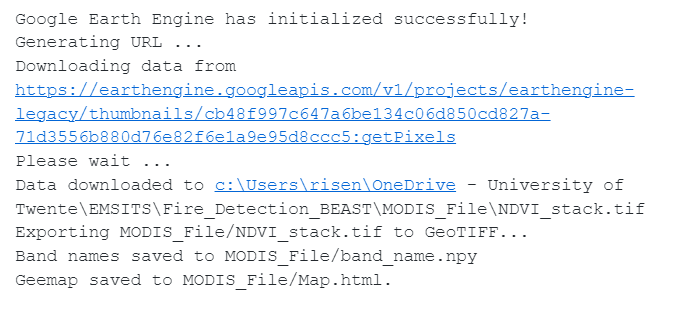 Google Earth Engine has initialized successfully!
Generating URL ...
Downloading data from
https://earthengine.googleapis.com/v1/projects/earthengine-
legacy/thumbnails/cb48f997c647a6be134c06d850cd827a-
71d3556b880d76e82f6e1a9e95d8ccc5:getPixels
Please wait ...
Data downloaded to c:\Users\risen\OneDrive - University of
Twente\EMSITS\Fire_Detection_BEAST\MODIS_File\NDVI_stack.tif
Exporting MODIS_File/NDVI_stack.tif to GeoTIFF...
Band names saved to MODIS_File/band_name.npy
Geemap saved to MODIS_File/Map.html.